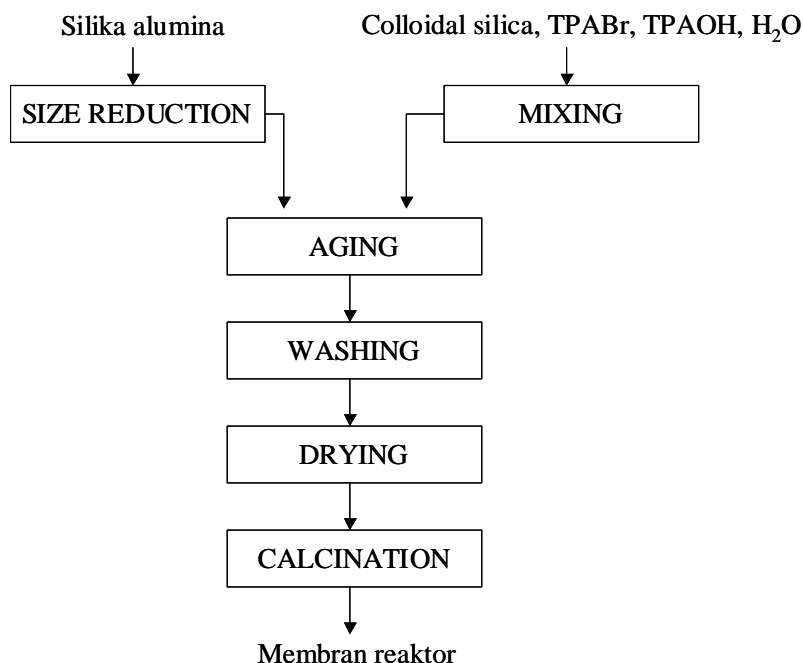 Silika alumina
Colloidal silica, TPABr, TPAOH, H₂O
SIZE REDUCTION
MIXING
AGING
WASHING
DRYING
CALCINATION
Membran reaktor